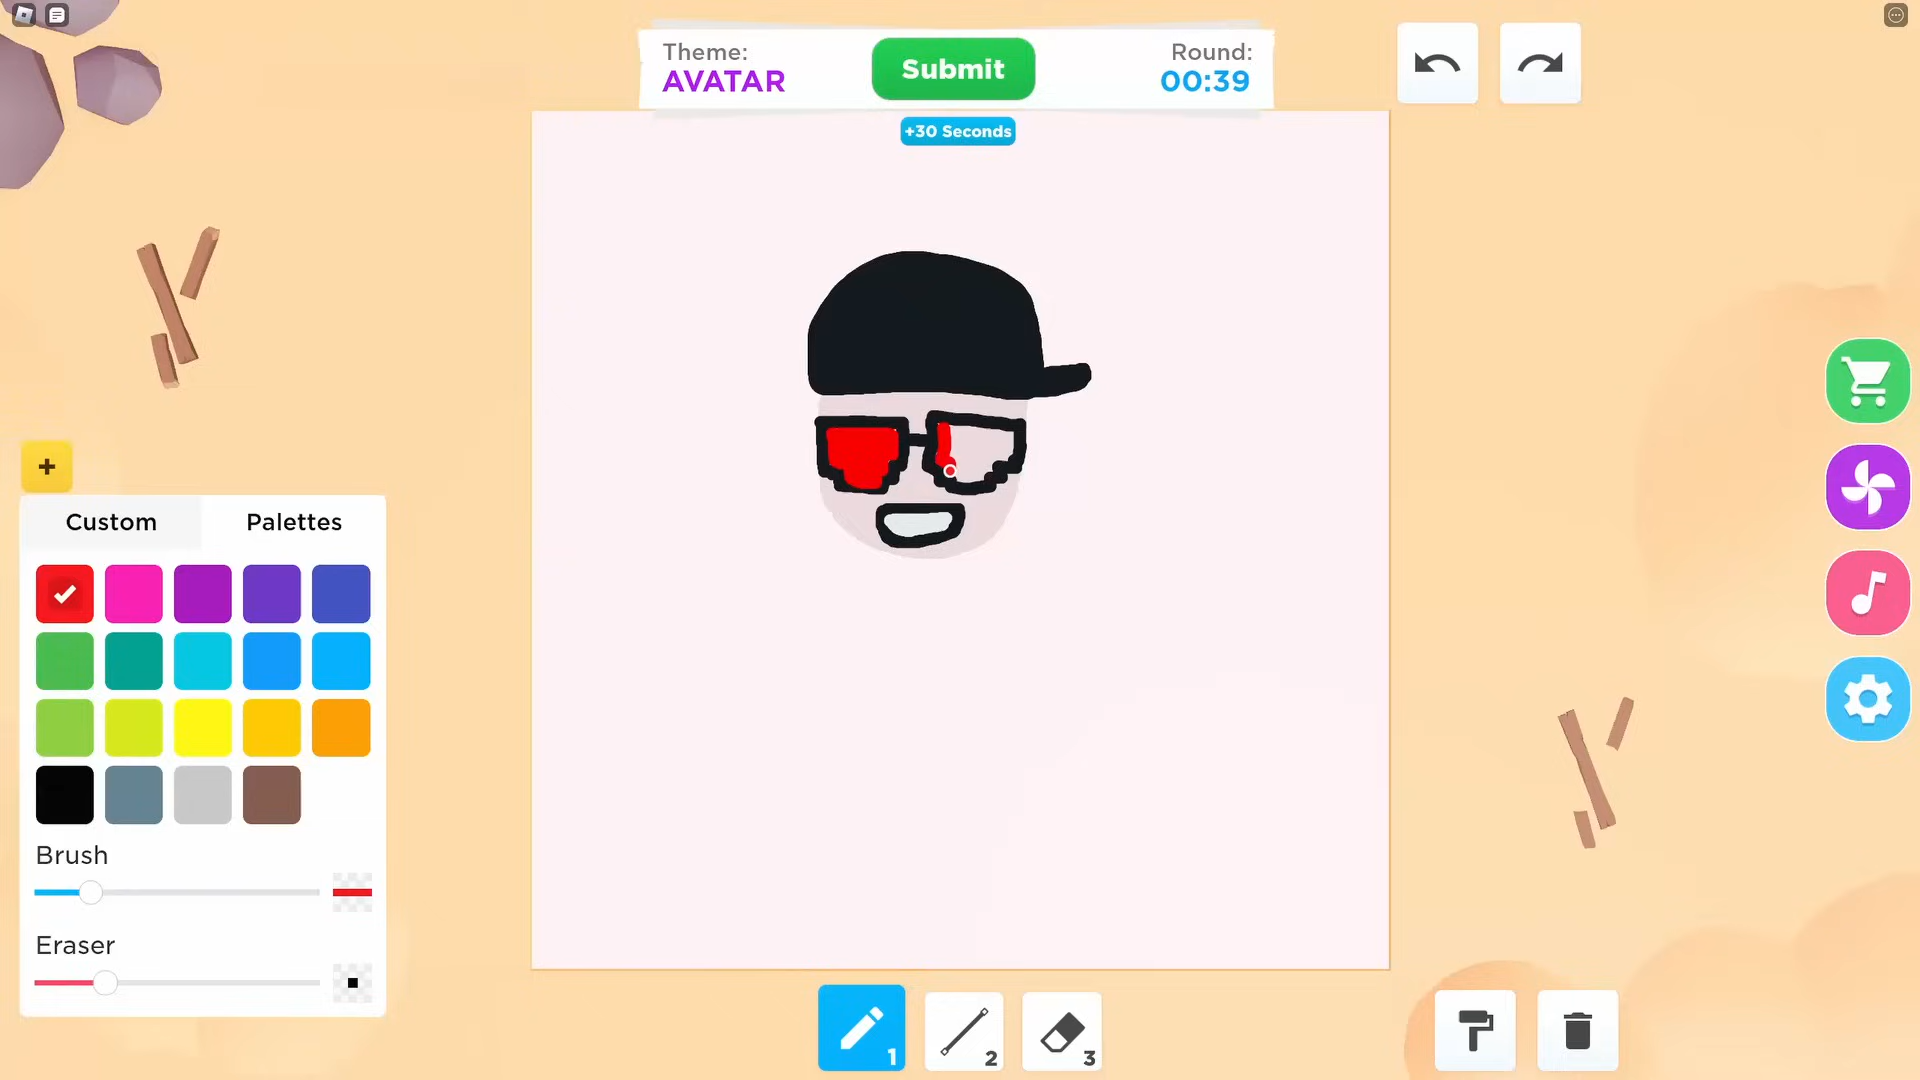 Theme:
AVATAR
Submit
Round:
00:39
+30 Seconds
+
Custom
Palettes
Brush
Eraser
1
2
3